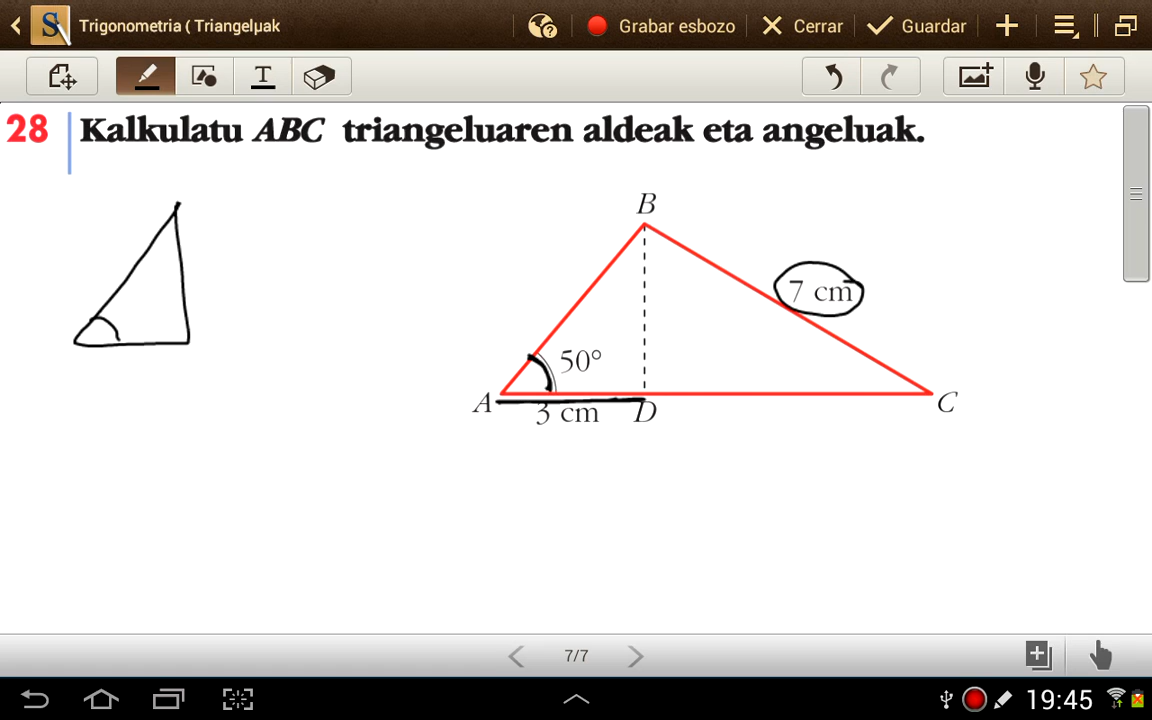 Trigonometria ( Triangelμak
Grabar esbozo
Cerrar
Guardar
T
28 Kalkulatu ABC triangeluaren aldeak eta angeluak.
B
7 cm
50°
A
3 cm
D
C
7/7
19:45